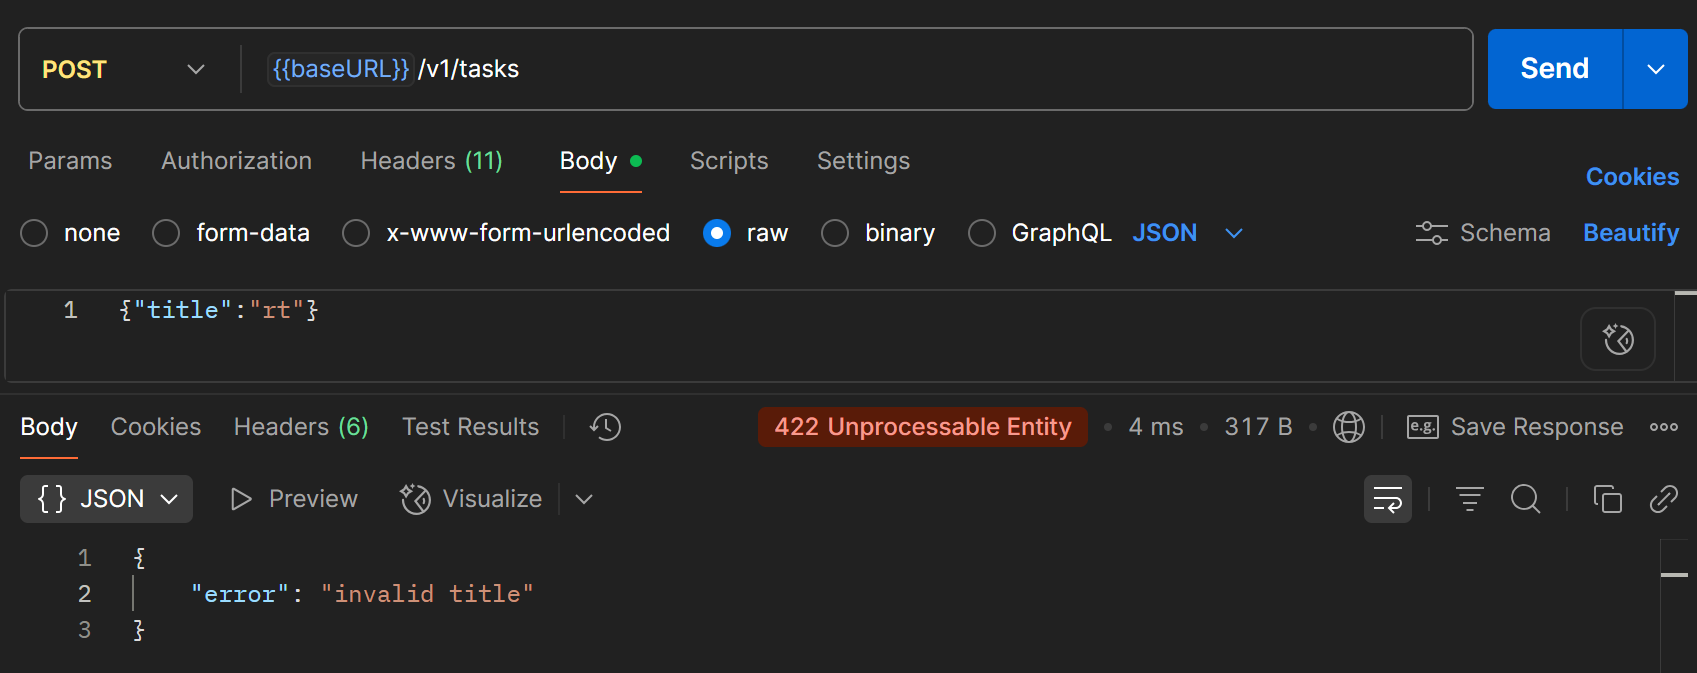 POST {{baseURL}}/v1/tasks Send
Params Authorization Headers (11) Body Scripts Settings Cookies
none form-data x-www-form-urlencoded raw binary GraphQL JSON Schema Beautify
1 {"title":"rt"}
Body Cookies Headers (6) Test Results 422 Unprocessable Entity 4 ms 317 B e.g. Save Response
{} JSON Preview Visualize
1 {
2 "error": "invalid title"
3 }